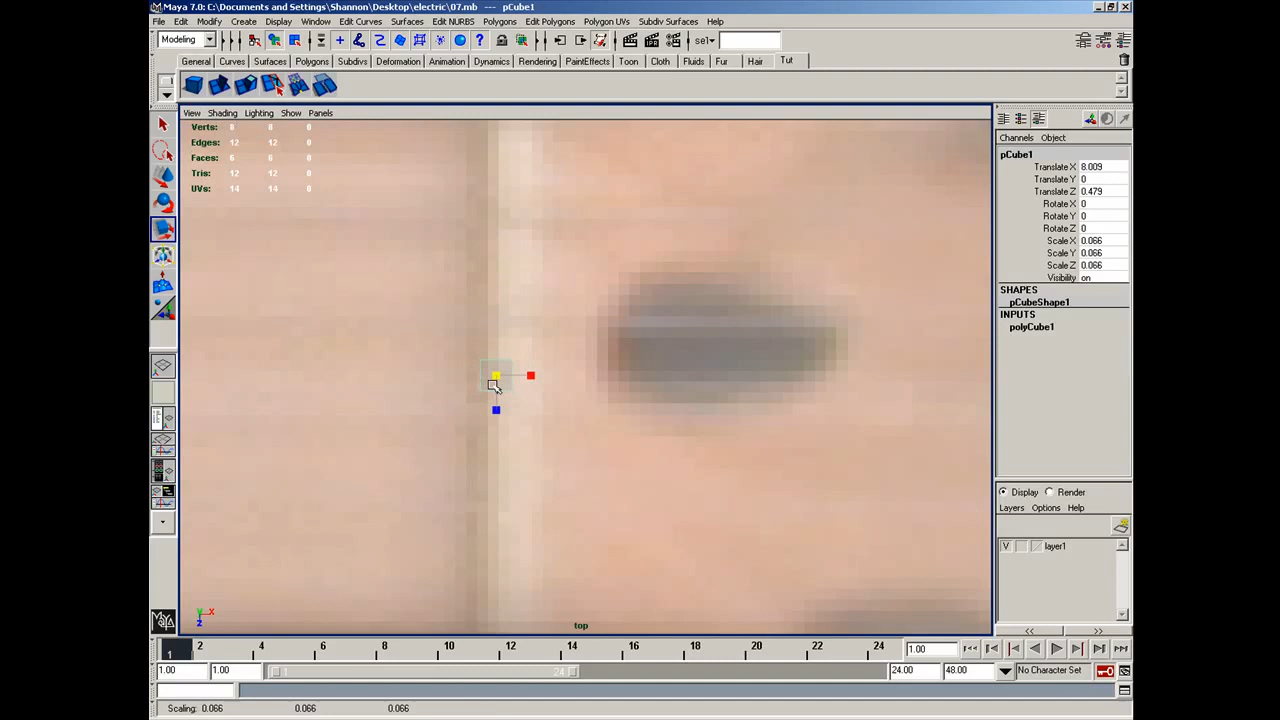 Maya 7.0: C:\Documents and Settings\Shannon\Desktop\electric\07.mb --- pCube1
File Edit Modify Create Display Window Edit Curves Surfaces Edit NURBS Polygons Edit Polygons Polygon UVs Subdiv Surfaces Help
Modeling sel
General Curves Surfaces Polygons Subdivs Deformation Animation Dynamics Rendering PaintEffects Toon Cloth Fluids Fur Hair Tut
View Shading Lighting Show Panels
Verts: 8 8 0
Edges: 12 12 0
Faces: 6 6 0
Tris: 12 12 0
UVs: 14 14 0
Channels Object
pCube1
Translate X 8.009
Translate Y 0
Translate Z 0.479
Rotate X 0
Rotate Y 0
Rotate Z 0
Scale X 0.066
Scale Y 0.066
Scale Z 0.066
Visibility on
SHAPES
pCubeShape1
INPUTS
polyCube1
Display Render
Layers Options Help
V layer1
<< >>
Y X
Z
top
1 2 4 6 8 10 12 14 16 18 20 22 24 1.00
1.00 1.00 1 24 24.00 48.00 No Character Set
Scaling: 0.066 0.066 0.066